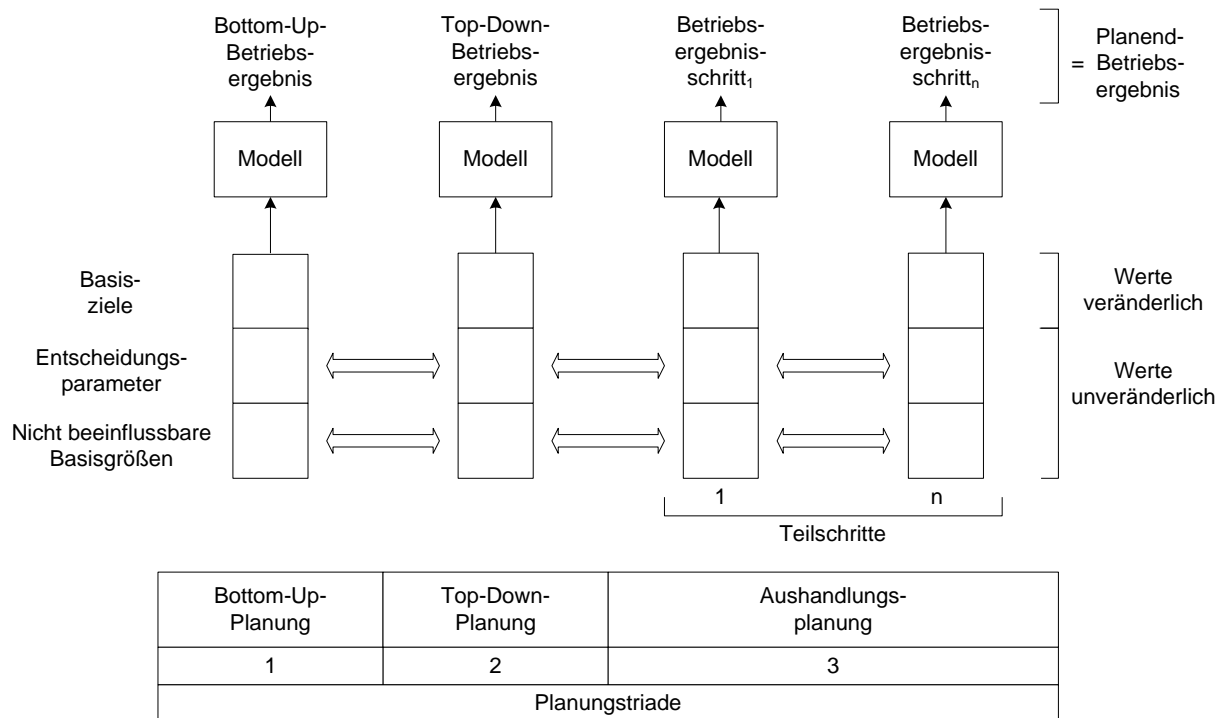 Bottom-Up-
Betriebs-
ergebnis
Top-Down-
Betriebs-
ergebnis
Betriebs-
ergebnis-
schritt₁
Betriebs-
ergebnis-
schrittₙ
= Planend-
Betriebs-
ergebnis
Modell
Modell
Modell
Modell
Basis-
ziele
Werte
veränderlich
Entscheidungs-
parameter
Werte
unveränderlich
Nicht beeinflussbare
Basisgrößen
1
n
Teilschritte
Bottom-Up-
Planung
Top-Down-
Planung
Aushandlungs-
planung
1
2
3
Planungstriade